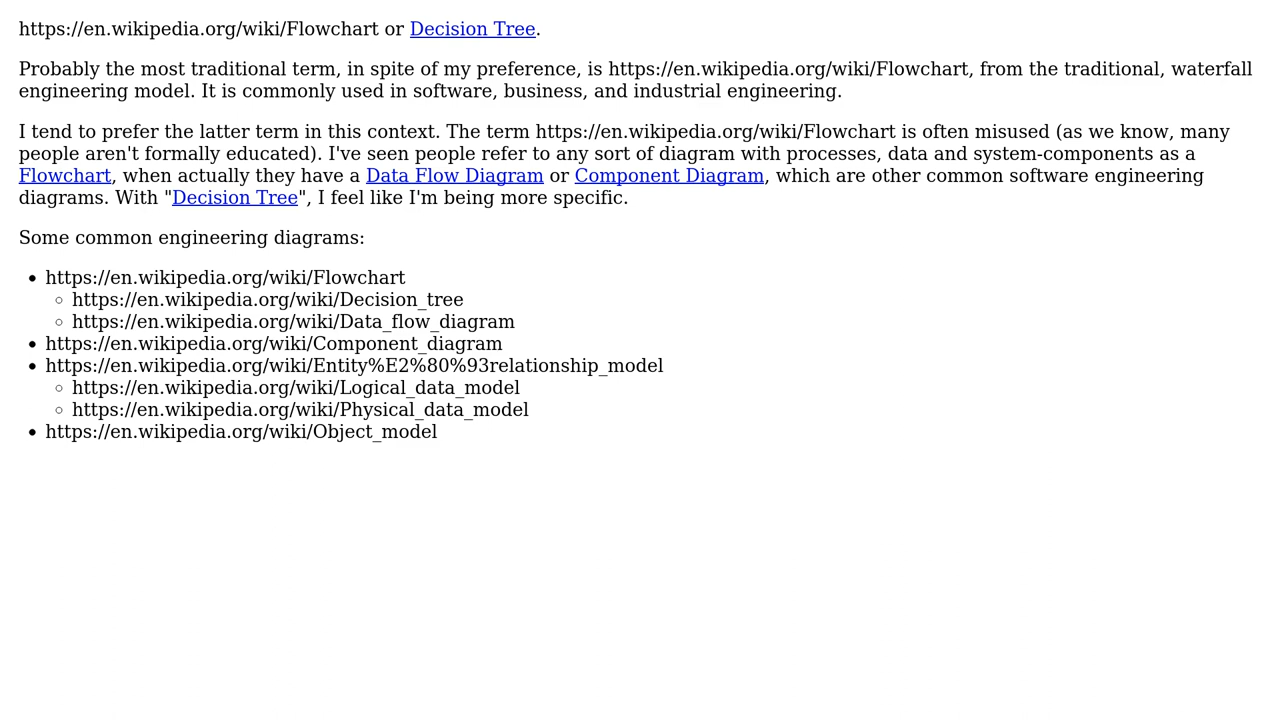 https://en.wikipedia.org/wiki/Flowchart or Decision Tree.
Probably the most traditional term, in spite of my preference, is https://en.wikipedia.org/wiki/Flowchart, from the traditional, waterfall
engineering model. It is commonly used in software, business, and industrial engineering.
I tend to prefer the latter term in this context. The term https://en.wikipedia.org/wiki/Flowchart is often misused (as we know, many
people aren't formally educated). I've seen people refer to any sort of diagram with processes, data and system-components as a
Flowchart, when actually they have a Data Flow Diagram or Component Diagram, which are other common software engineering
diagrams. With "Decision Tree", I feel like I'm being more specific.
Some common engineering diagrams:
• https://en.wikipedia.org/wiki/Flowchart
◦ https://en.wikipedia.org/wiki/Decision_tree
◦ https://en.wikipedia.org/wiki/Data_flow_diagram
• https://en.wikipedia.org/wiki/Component_diagram
• https://en.wikipedia.org/wiki/Entity%E2%80%93relationship_model
◦ https://en.wikipedia.org/wiki/Logical_data_model
◦ https://en.wikipedia.org/wiki/Physical_data_model
• https://en.wikipedia.org/wiki/Object_model